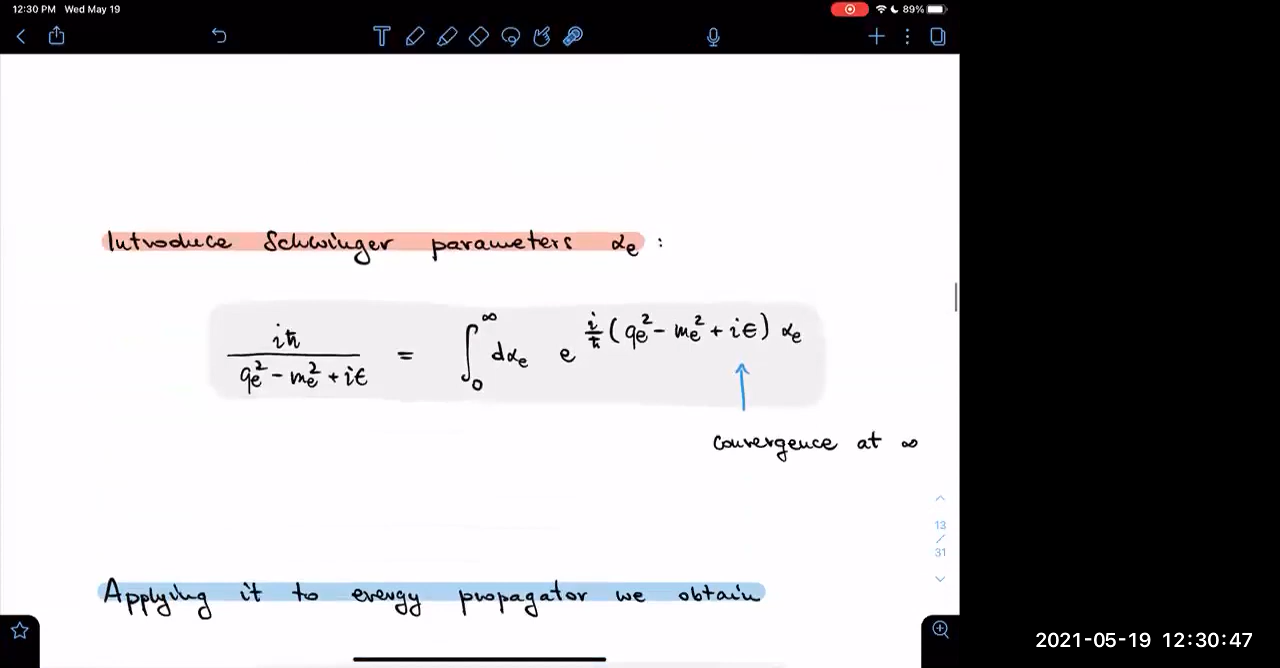 12:30 PM Wed May 19
89%
Introduce Schwinger parameters αe :
iħ / (qe² - me² + iϵ) = ∫₀^∞ dαe e^{i/ħ (qe² - me² + iϵ) αe}
convergence at ∞
13
/
31
Applying it to every propagator we obtain
2021-05-19 12:30:47